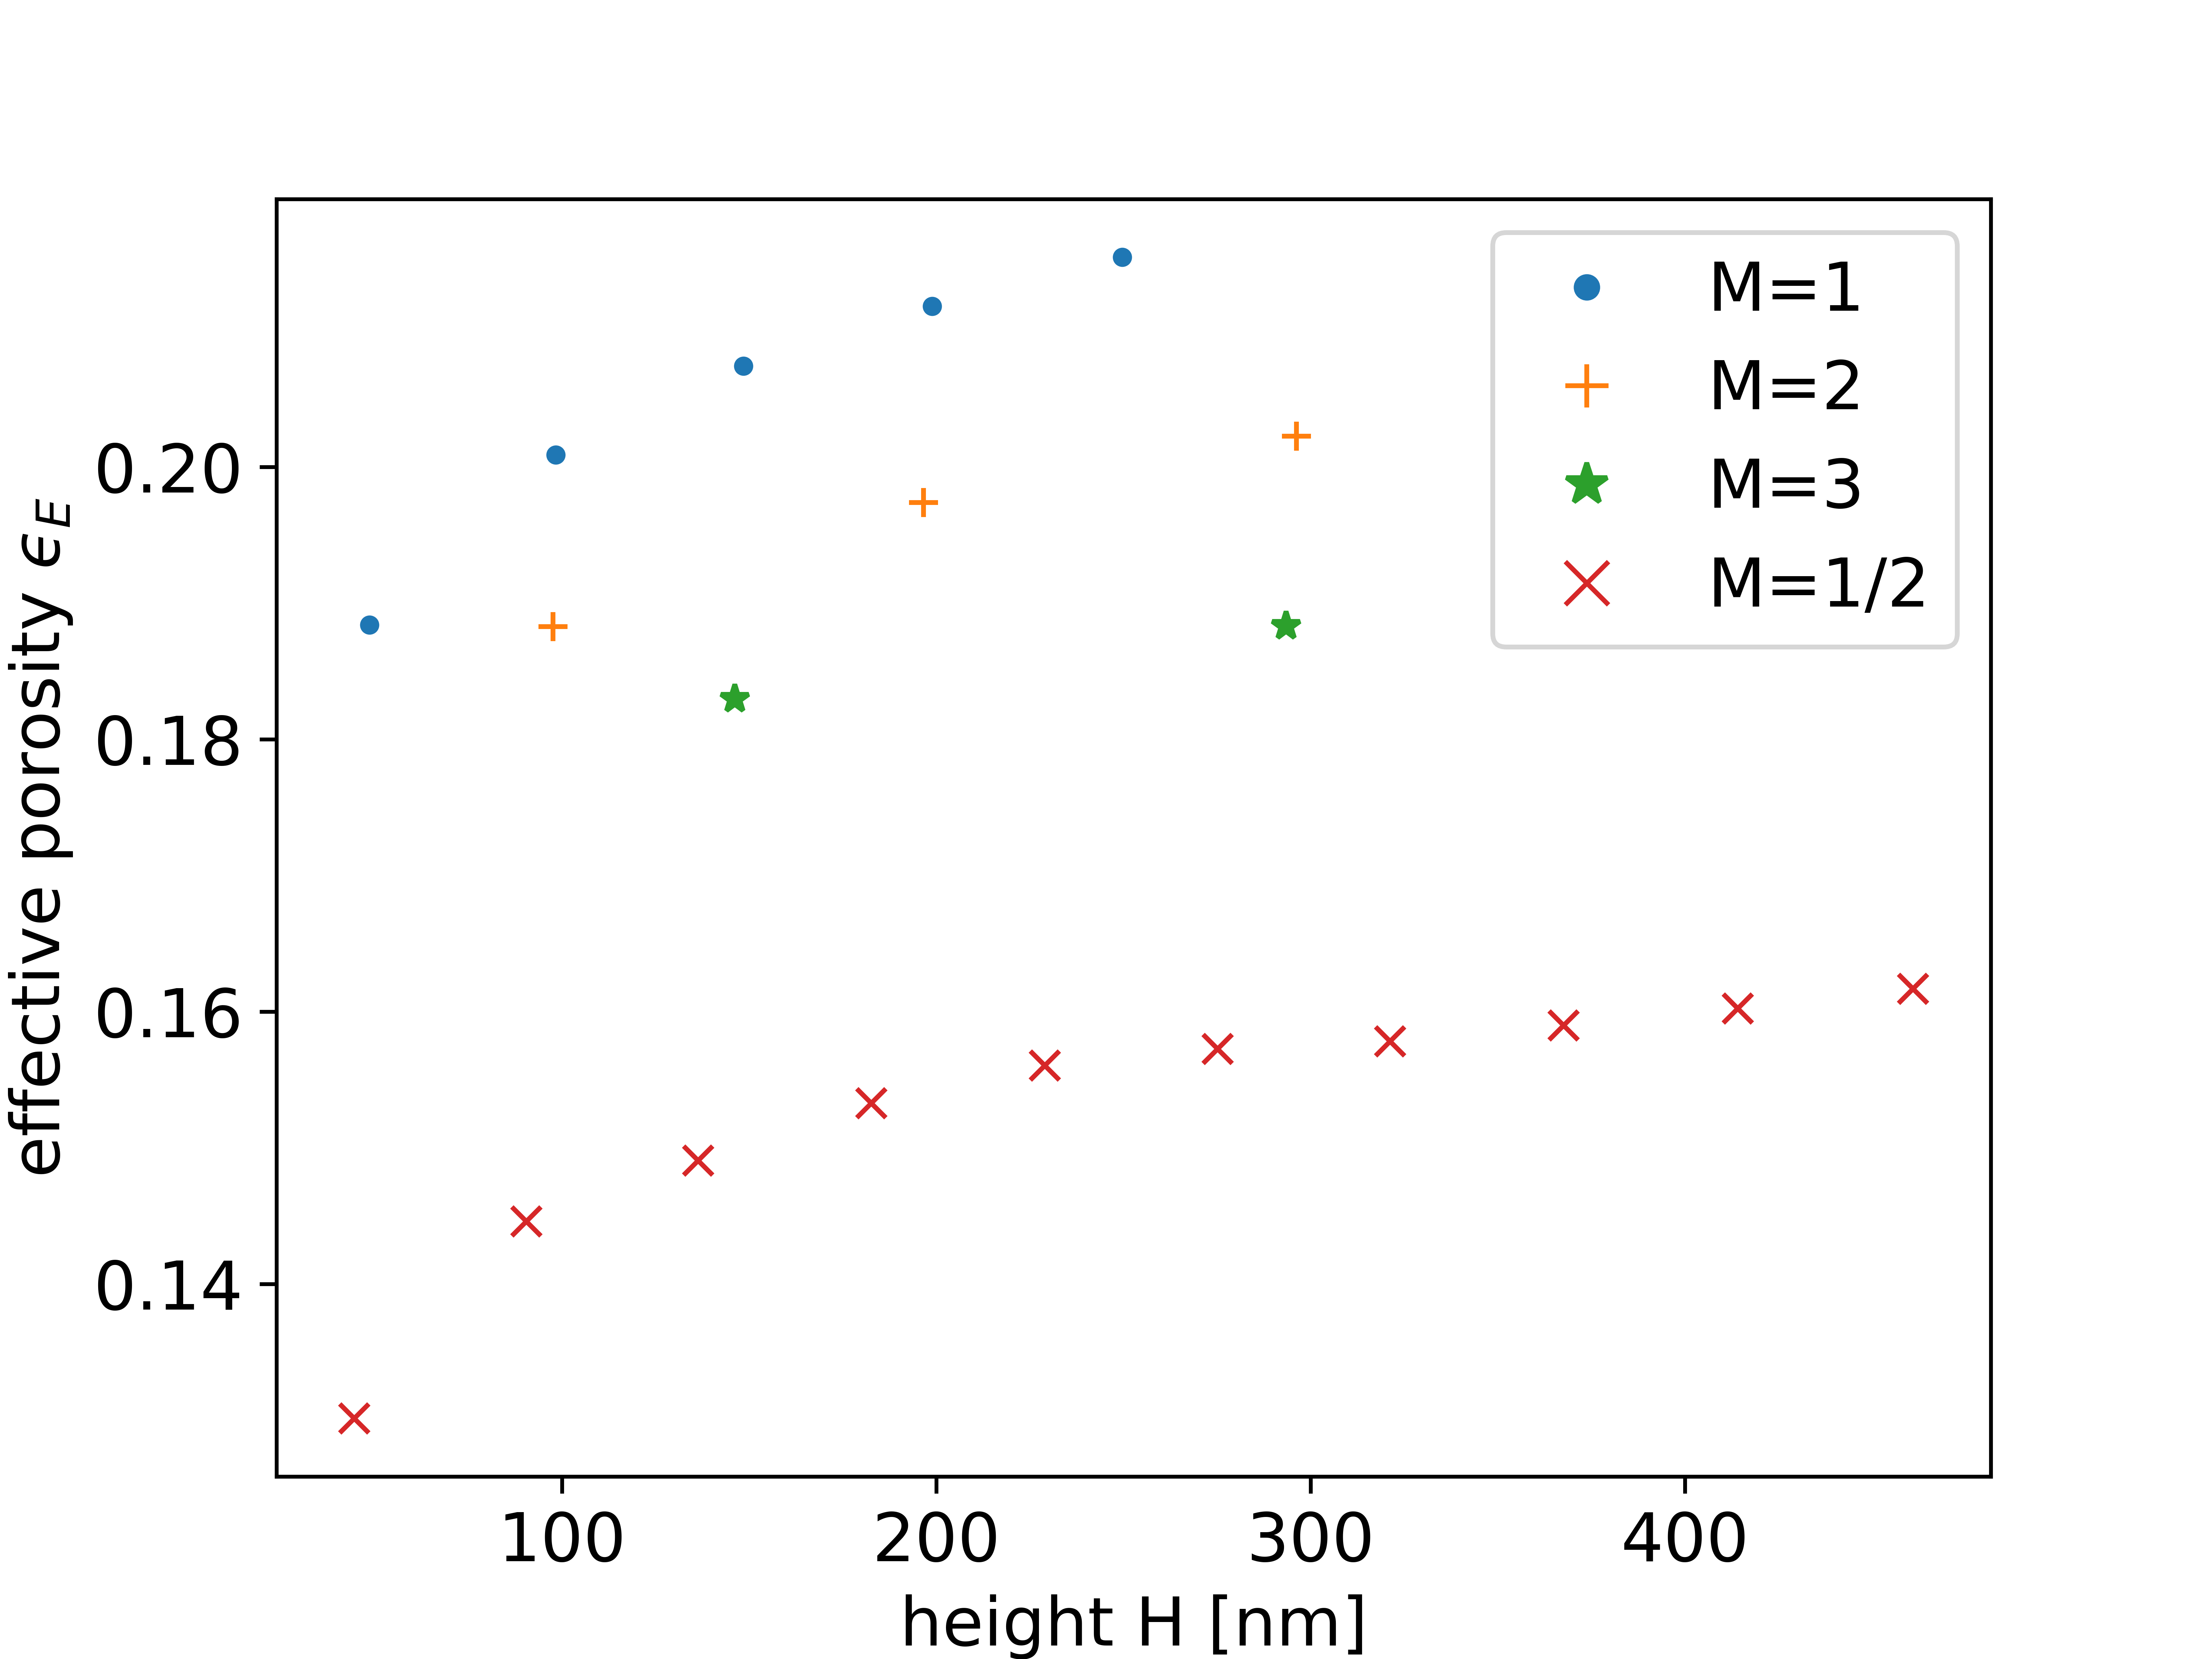 M=1
M=2
M=3
M=1/2
effective porosity ϵ_E
0.20
0.18
0.16
0.14
100 200 300 400
height H [nm]